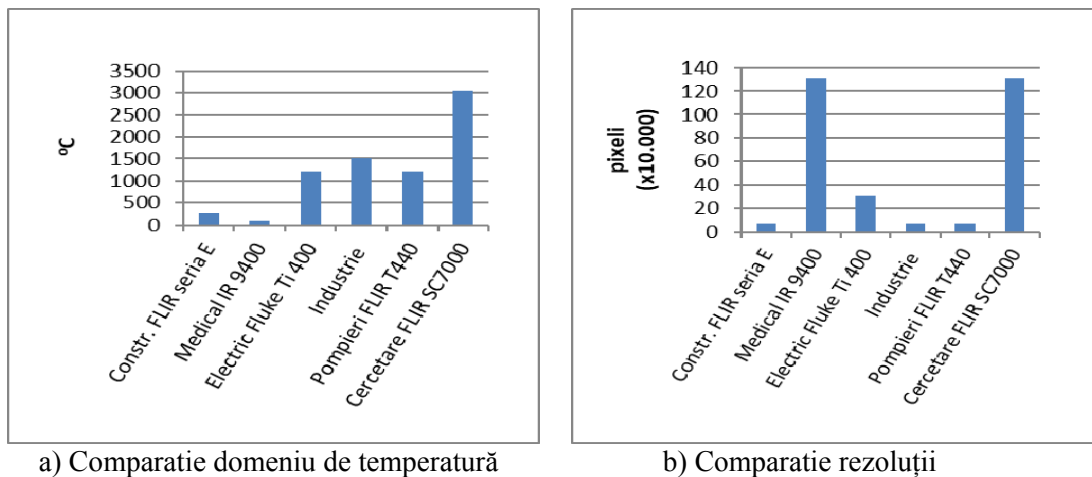 3500
3000
2500
2000
1500
1000
500
0
ºC
Constr. FLIR seria E
Medical IR 9400
Electric Fluke Ti 400
Industrie
Pompieri FLIR T440
Cercetare FLIR SC7000
140
120
100
80
60
40
20
0
pixeli
(x10.000)
Constr. FLIR seria E
Medical IR 9400
Electric Fluke Ti 400
Industrie
Pompieri FLIR T440
Cercetare FLIR SC7000
a) Comparatie domeniu de temperatură
b) Comparatie rezoluții